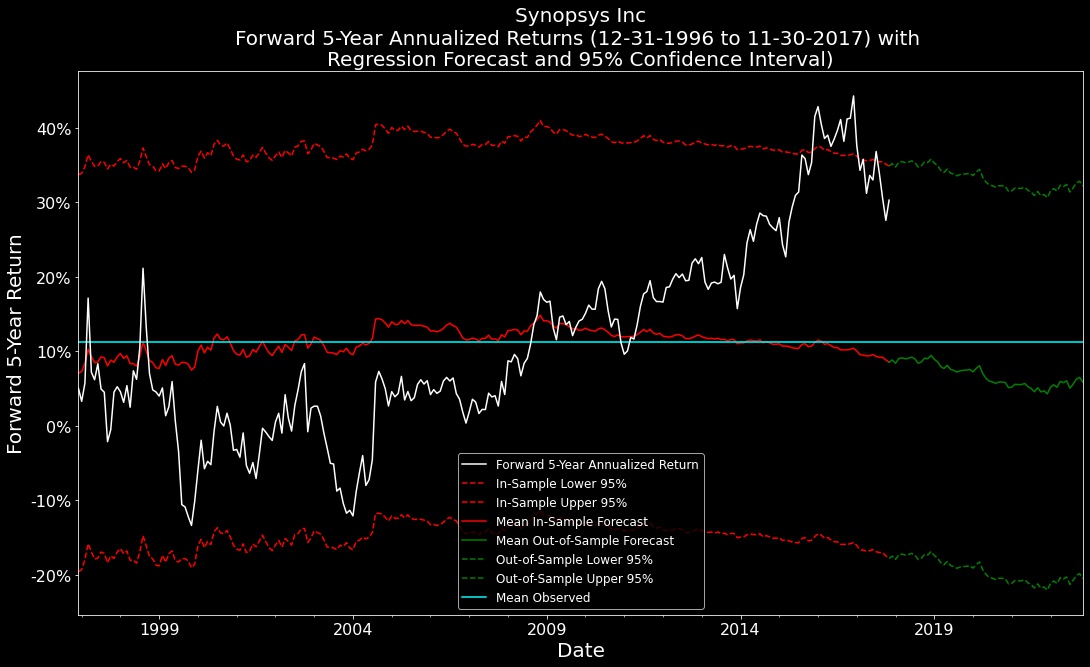 Synopsys Inc
Forward 5-Year Annualized Returns (12-31-1996 to 11-30-2017) with
Regression Forecast and 95% Confidence Interval)
Forward 5-Year Return
40%
30%
20%
10%
0%
-10%
-20%
Forward 5-Year Annualized Return
In-Sample Lower 95%
In-Sample Upper 95%
Mean In-Sample Forecast
Mean Out-of-Sample Forecast
Out-of-Sample Lower 95%
Out-of-Sample Upper 95%
Mean Observed
1999 2004 2009 2014 2019
Date